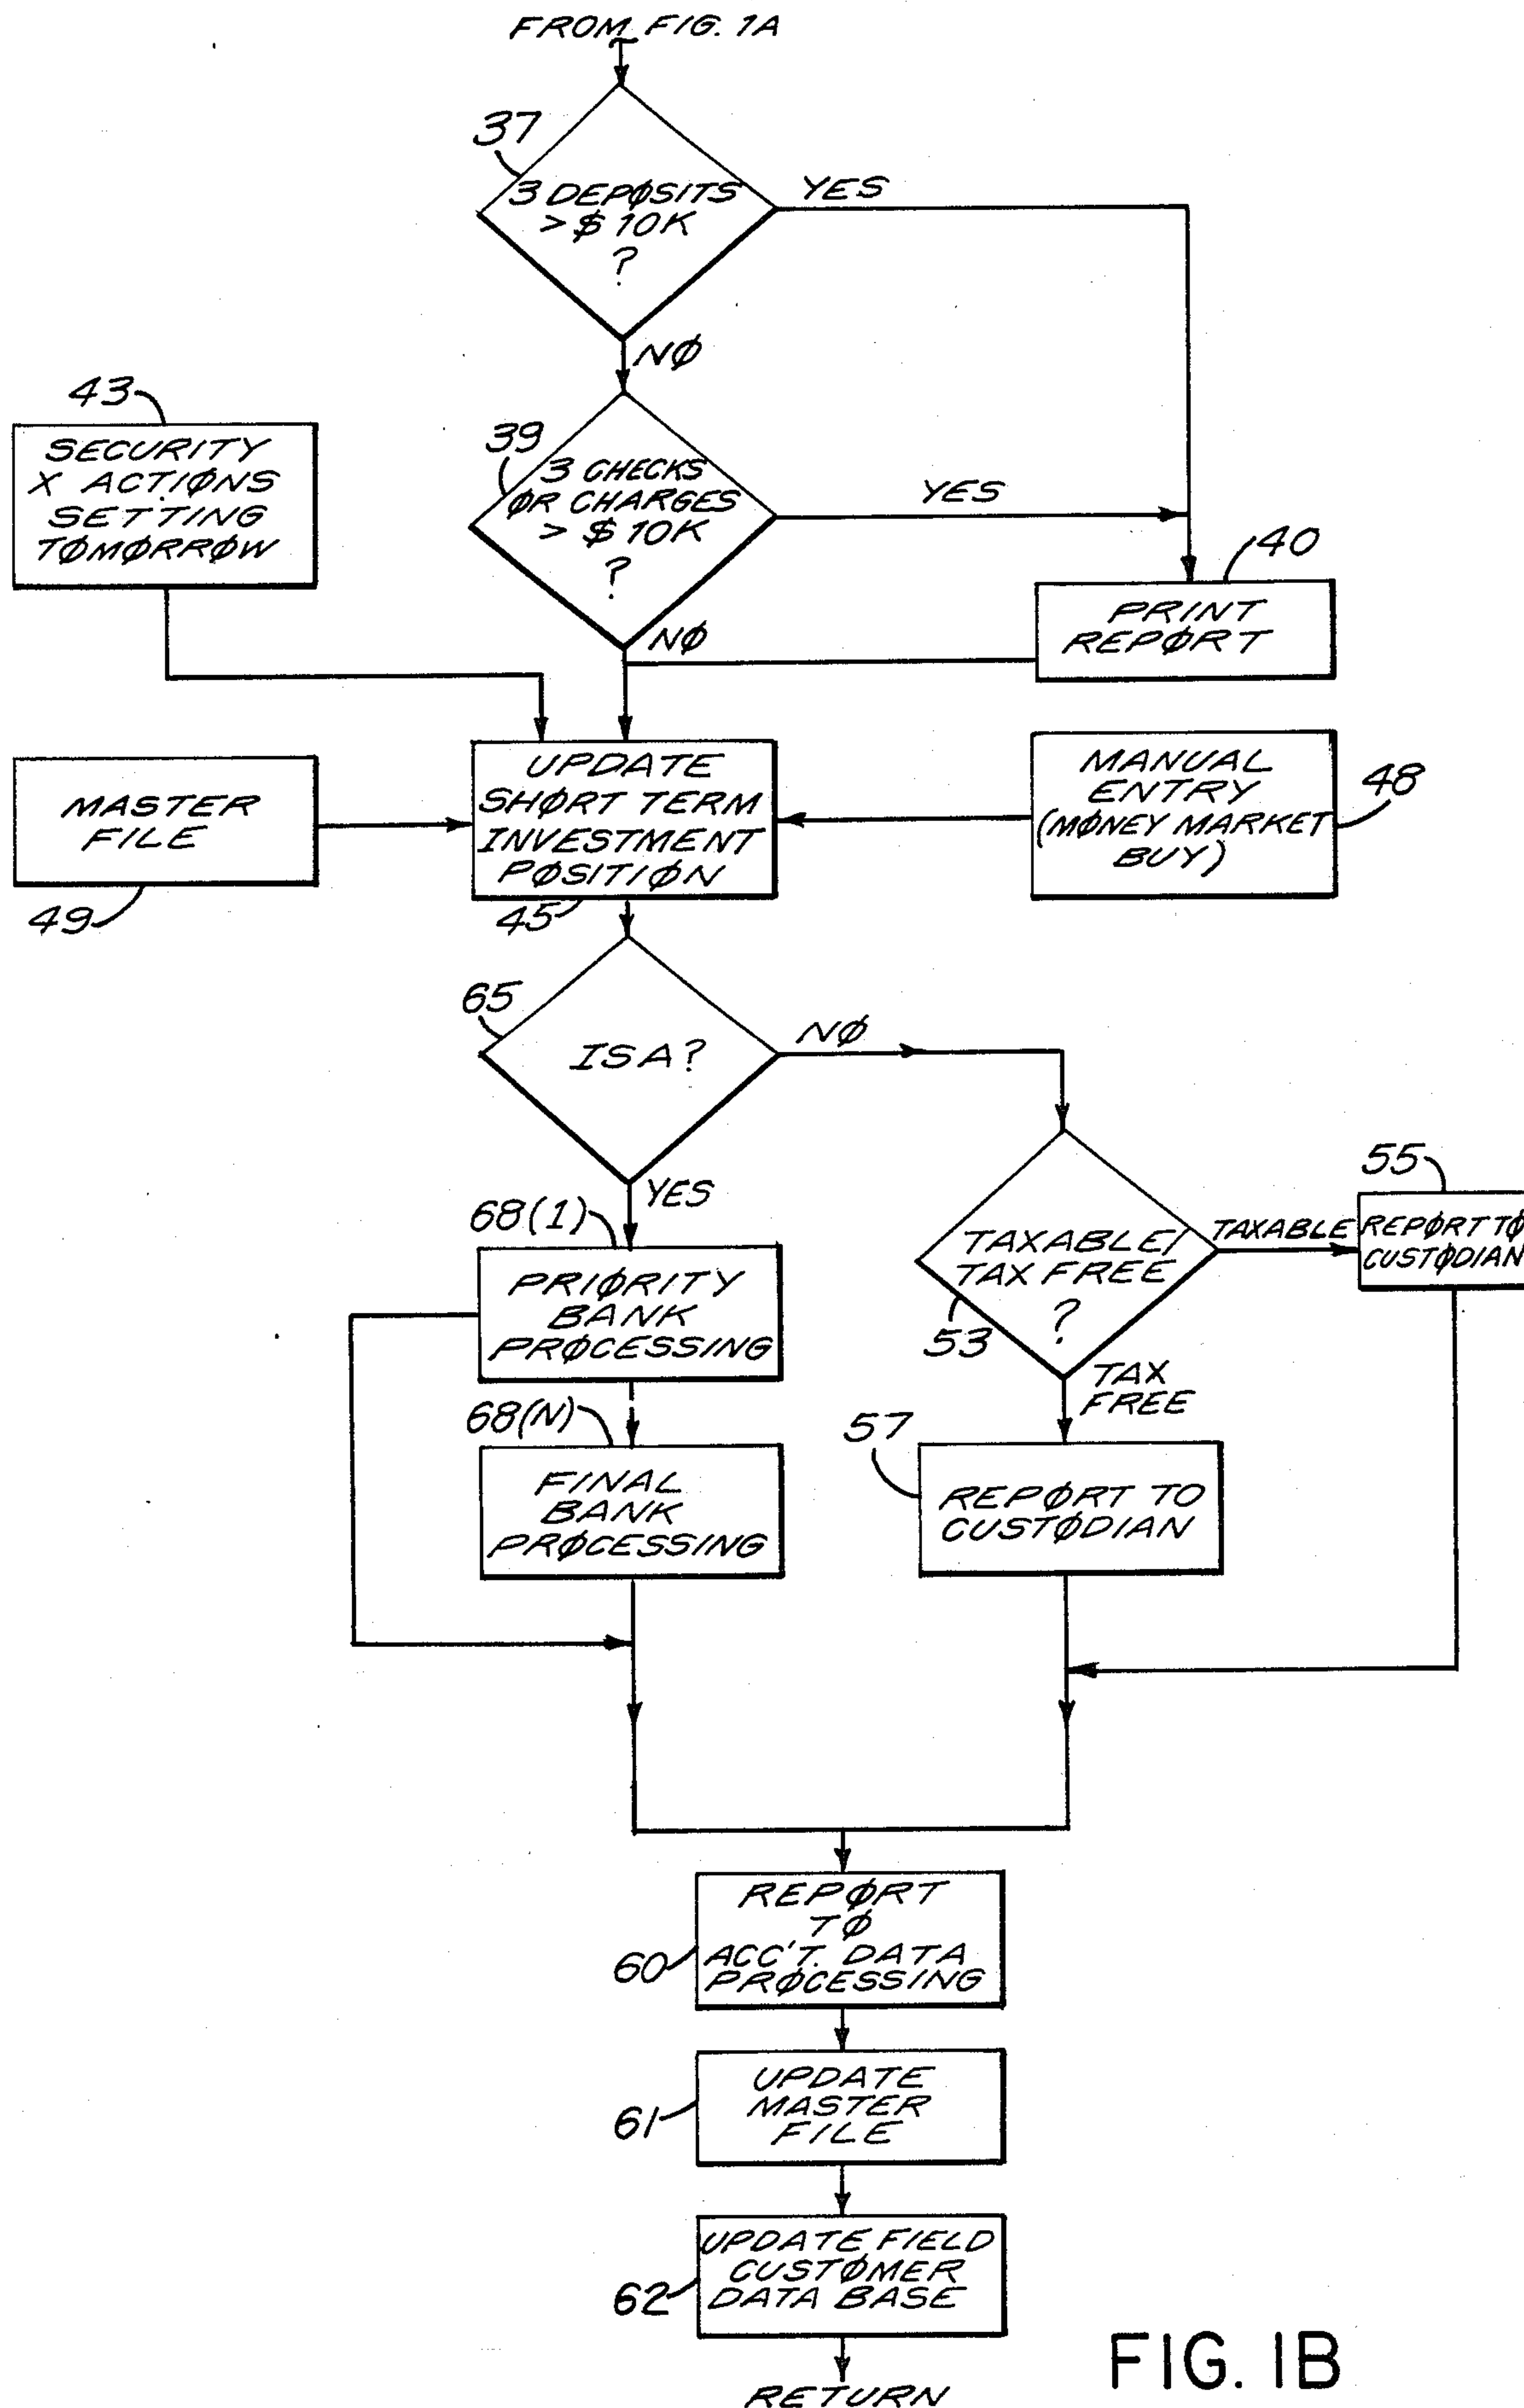 FROM FIG. 1A
37
3 DEPØSITS
> $ 10K
?
YES
NØ
43
SECURITY
X ACTIØNS
SETTING
TØMØRRØW
39
3 CHECKS
ØR CHARGES
> $ 10K
?
YES
NØ
40
PRINT
REPØRT
MASTER
FILE
49
UPDATE
SHØRT TERM
INVESTMENT
PØSITIØN
45
MANUAL
ENTRY
(MØNEY MARKET
BUY)
48
65
ISA?
NØ
YES
68(1)
PRIØRITY
BANK
PRØCESSING
68(N)
FINAL
BANK
PRØCESSING
TAXABLE/
TAX FREE
?
53
TAXABLE
55
REPØRT TØ
CUSTØDIAN
TAX
FREE
57
REPØRT TO
CUSTØDIAN
REPØRT
TØ
ACC'T. DATA
PRØCESSING
60
UPDATE
MASTER
FILE
61
UPDATE FIELD
CUSTØMER
DATA BASE
62
RETURN
FIG. 1B